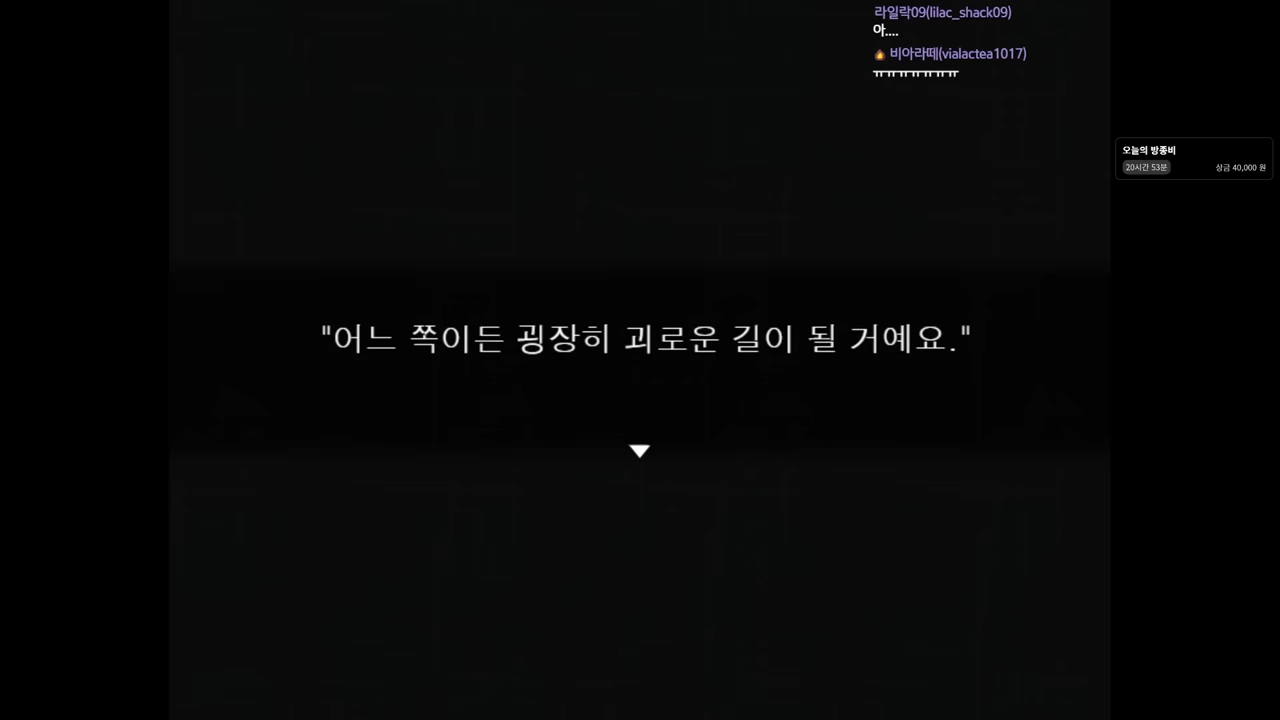 라일락09(lilac_shack09)
아....
비아라떼(vialactea1017)
ㅠㅠㅠㅠㅠㅠㅠ
오늘의 방종비
20시간 53분
상금 40,000 원
"어느 쪽이든 굉장히 괴로운 길이 될 거예요."